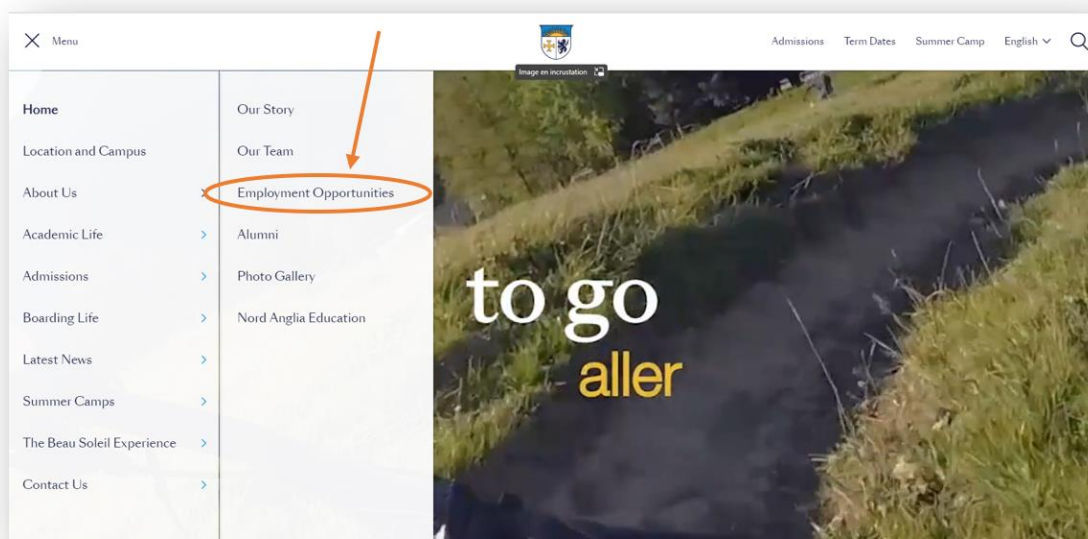 Menu
Admissions
Term Dates
Summer Camp
English
Image en incrustation
Home
Location and Campus
About Us
Academic Life
Admissions
Boarding Life
Latest News
Summer Camps
The Beau Soleil Experience
Contact Us
Our Story
Our Team
Employment Opportunities
Alumni
Photo Gallery
Nord Anglia Education
to go
aller